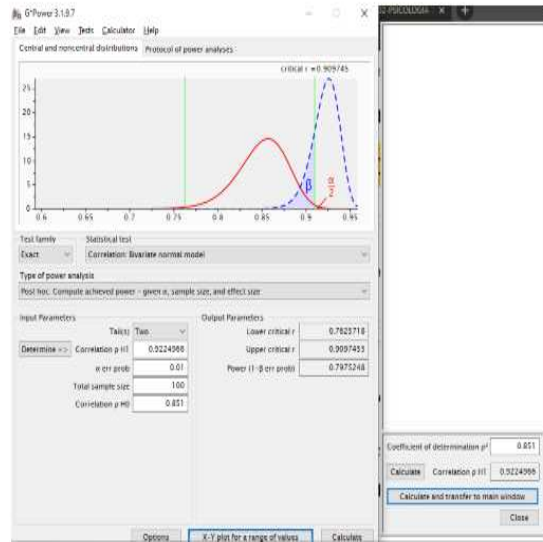 G*Power 3.1.9.7
File Edit View Tests Calculator Help
Central and noncentral distributions Protocol of power analyses
critical r = 0.909745
25
20
15
10
5
0
β
α/2
0.6 0.65 0.7 0.75 0.8 0.85 0.9 0.95
Test family Statistical test
Exact Correlation: Bivariate normal model
Type of power analysis
Post hoc: Compute achieved power - given α, sample size, and effect size
Input Parameters Output Parameters
Tail(s) Two Lower critical r 0.7625718
Determine => Correlation ρ H1 0.9224966 Upper critical r 0.9097455
α err prob 0.01 Power (1-β err prob) 0.7975248
Total sample size 100
Correlation ρ H0 0.851
Options X-Y plot for a range of values Calculate
PSICOLOGIA
Coefficient of determination ρ² 0.851
Calculate Correlation ρ H1 0.9224966
Calculate and transfer to main window
Close